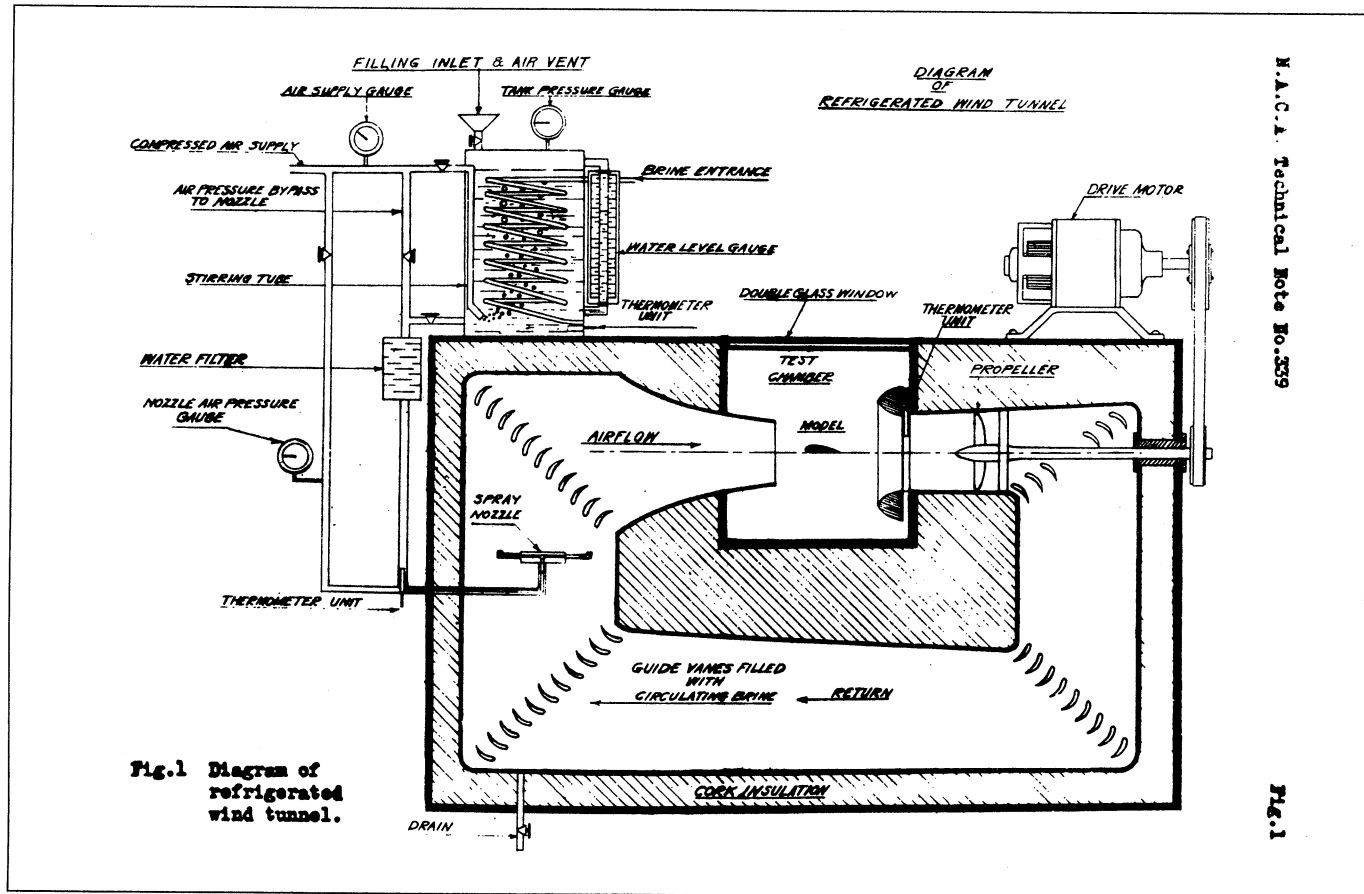 FILLING INLET & AIR VENT
AIR SUPPLY GAUGE
TANK PRESSURE GAUGE
DIAGRAM
OF
REFRIGERATED WIND TUNNEL
COMPRESSED AIR SUPPLY
BRINE ENTRANCE
AIR PRESSURE BYPASS
TO NOZZLE
DRIVE MOTOR
WATER LEVEL GAUGE
STIRRING TUBE
DOUBLE GLASS WINDOW
THERMOMETER
UNIT
THERMOMETER
UNIT
WATER FILTER
TEST
CHAMBER
PROPELLER
NOZZLE AIR PRESSURE
GAUGE
AIRFLOW
MODEL
SPRAY
NOZZLE
THERMOMETER UNIT
GUIDE VANES FILLED
WITH
CIRCULATING BRINE
RETURN
CORK INSULATION
DRAIN
Fig.1 Diagram of
refrigerated
wind tunnel.
N.A.C.A. Technical Note No.339
Fig.1